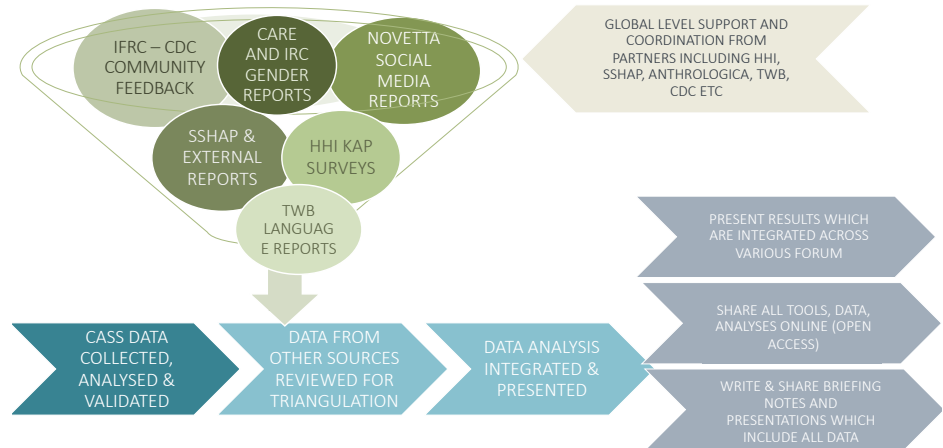 IFRC – CDC
COMMUNITY
FEEDBACK
CARE
AND IRC
GENDER
REPORTS
NOVETTA
SOCIAL
MEDIA
REPORTS
GLOBAL LEVEL SUPPORT AND
COORDINATION FROM
PARTNERS INCLUDING HHI,
SSHAP, ANTHROLOGICA, TWB,
CDC ETC
SSHAP &
EXTERNAL
REPORTS
HHI KAP
SURVEYS
TWB
LANGUAG
E REPORTS
CASS DATA
COLLECTED,
ANALYSED &
VALIDATED
DATA FROM
OTHER SOURCES
REVIEWED FOR
TRIANGULATION
DATA ANALYSIS
INTEGRATED &
PRESENTED
PRESENT RESULTS WHICH
ARE INTEGRATED ACROSS
VARIOUS FORUM
SHARE ALL TOOLS, DATA,
ANALYSES ONLINE (OPEN
ACCESS)
WRITE & SHARE BRIEFING
NOTES AND
PRESENTATIONS WHICH
INCLUDE ALL DATA